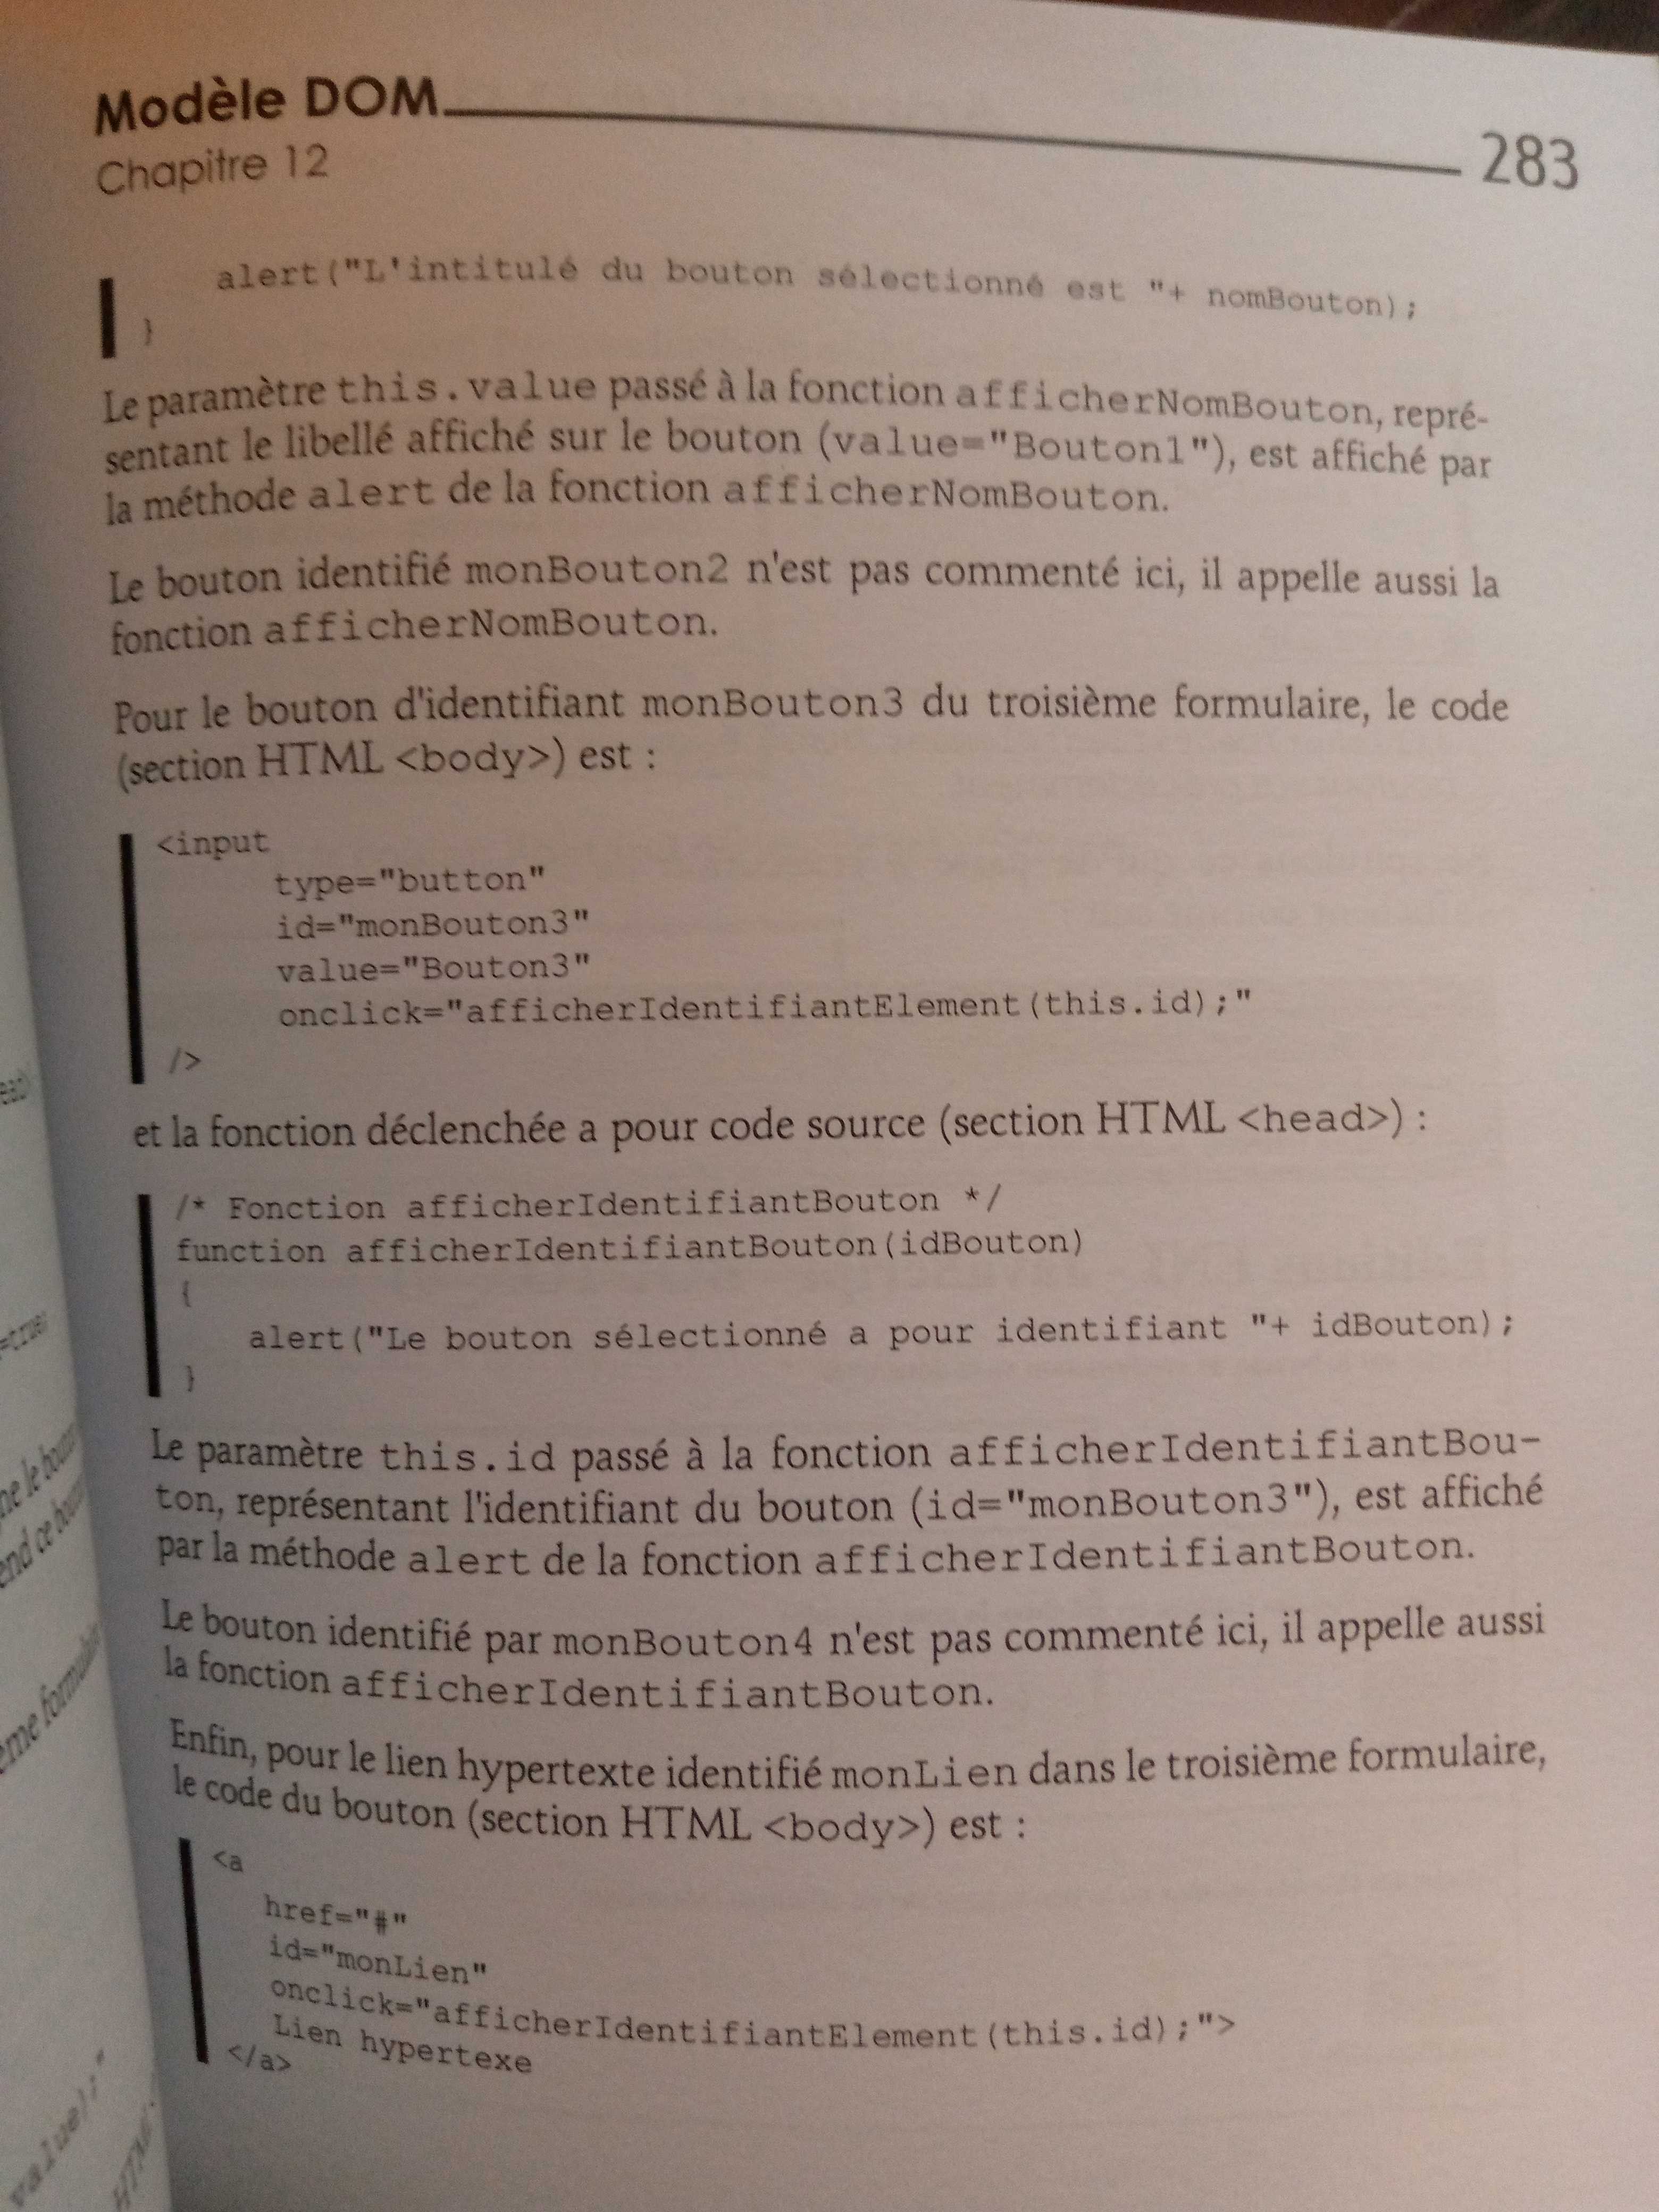 Modèle DOM
Chapitre 12
283
alert("L'intitulé du bouton sélectionné est "+ nomBouton);
}
Le paramètre this.value passé à la fonction afficherNomBouton, repré-
sentant le libellé affiché sur le bouton (value="Bouton1"), est affiché par
la méthode alert de la fonction afficherNomBouton.
Le bouton identifié monBouton2 n'est pas commenté ici, il appelle aussi la
fonction afficherNomBouton.
Pour le bouton d'identifiant monBouton3 du troisième formulaire, le code
(section HTML <body>) est :
<input
type="button"
id="monBouton3"
value="Bouton3"
onclick="afficherIdentifiantElement(this.id);"
/>
et la fonction déclenchée a pour code source (section HTML <head>) :
/* Fonction afficherIdentifiantBouton */
function afficherIdentifiantBouton(idBouton)
{
alert("Le bouton sélectionné a pour identifiant "+ idBouton);
}
Le paramètre this.id passé à la fonction afficherIdentifiantBou-
ton, représentant l'identifiant du bouton (id="monBouton3"), est affiché
par la méthode alert de la fonction afficherIdentifiantBouton.
Le bouton identifié par monBouton4 n'est pas commenté ici, il appelle aussi
la fonction afficherIdentifiantBouton.
Enfin, pour le lien hypertexte identifié monLien dans le troisième formulaire,
le code du bouton (section HTML <body>) est :
<a
href="#"
id="monLien"
onclick="afficherIdentifiantElement(this.id);">
Lien hypertexe
</a>